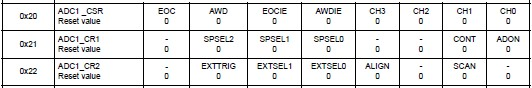 0x20 ADC1 _CSR EOC AWD EOCIE AWDIE CH3 CH2 CH1 CH0
Reset value 0 0 0 0 0 0 0 0
0x21 ADC1_CR1 - SPSEL2 SPSEL1 SPSEL0 - - CONT ADON
Reset value 0 0 0 0 0 0 0 0
0x22 ADC1_CR2 - EXTTRIG EXTSEL1 EXTSEL0 ALIGN - SCAN -
Reset value 0 0 0 0 0 0 0 0